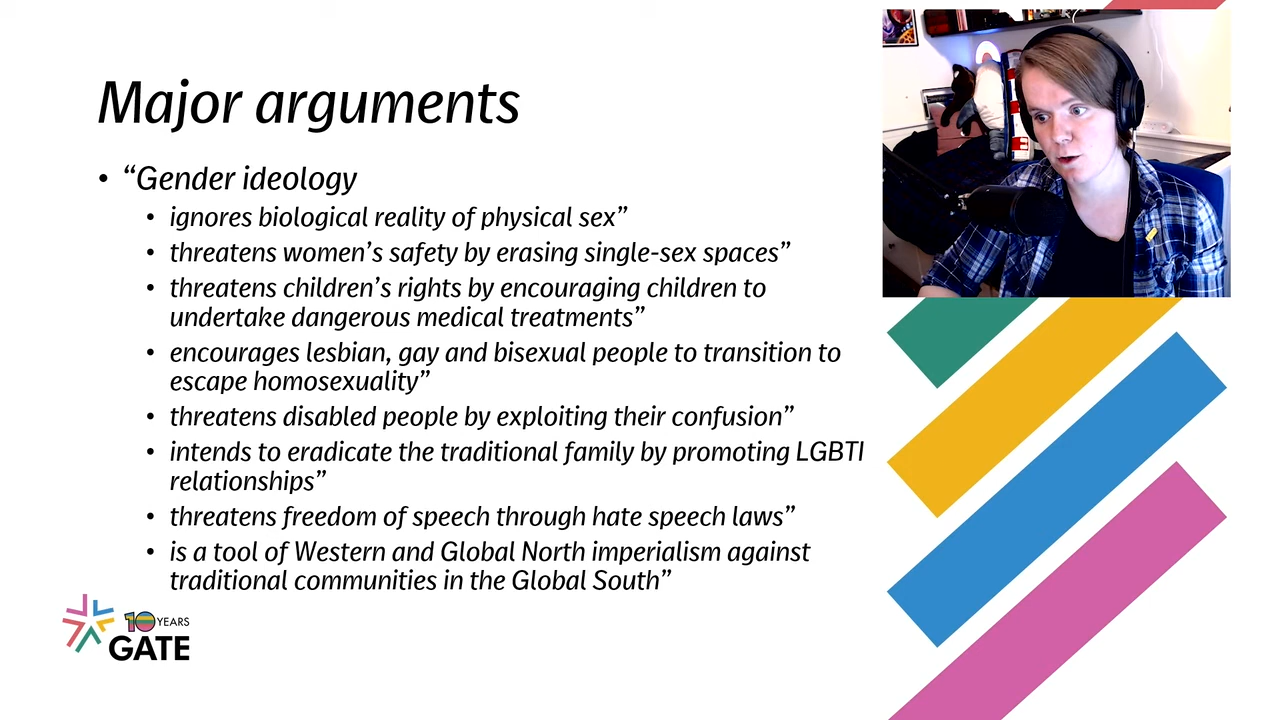 Major arguments
• “Gender ideology
• ignores biological reality of physical sex”
• threatens women’s safety by erasing single-sex spaces”
• threatens children’s rights by encouraging children to
undertake dangerous medical treatments”
• encourages lesbian, gay and bisexual people to transition to
escape homosexuality”
• threatens disabled people by exploiting their confusion”
• intends to eradicate the traditional family by promoting LGBTI
relationships”
• threatens freedom of speech through hate speech laws”
• is a tool of Western and Global North imperialism against
traditional communities in the Global South”
10 YEARS
GATE